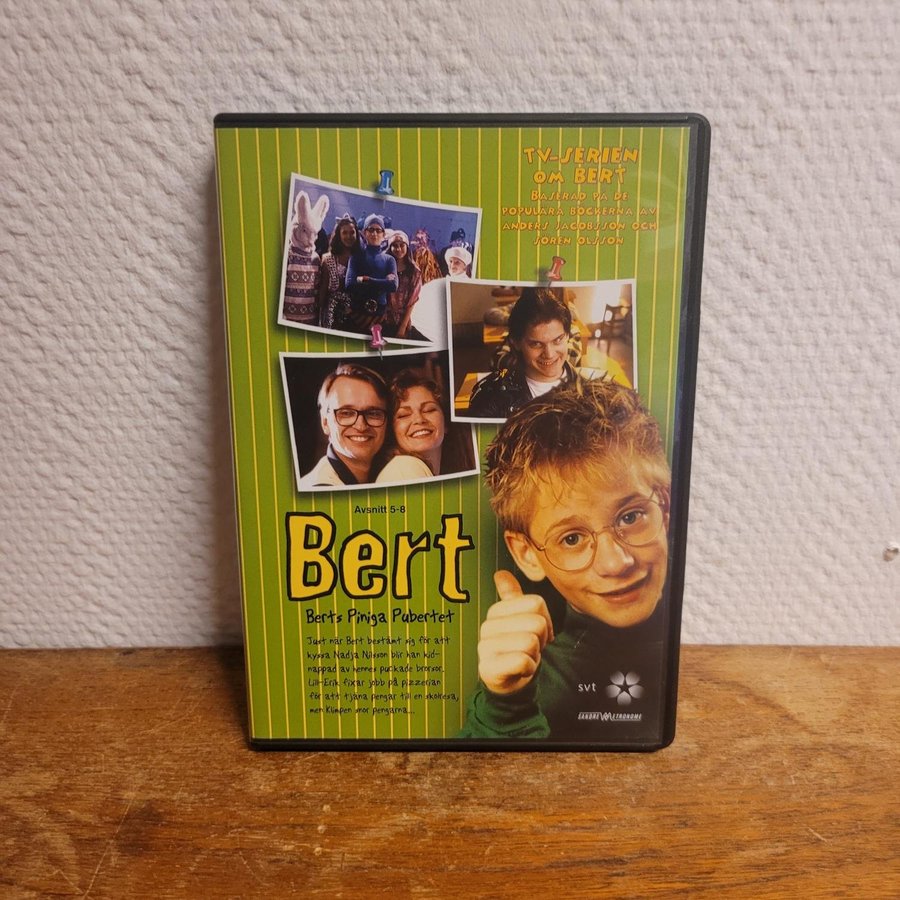 TV-SERIEN
OM BERT
BASERAD PÅ DE
POPULÄRA BÖCKERNA AV
ANDERS JACOBSSON OCH
SÖREN OLSSON
Avsnitt 5-8
Bert
Berts Piniga Pubertet
Just när Bert bestämt sig för att
kyssa Nadja Nilsson blir han kid-
nappad av hennes puckade brorsor.
Lill-Erik fixar jobb på pizzerian
för att tjäna pengar till en skolresa,
men Klimpen snor pengarna...
svt
SANDREW METRONOME